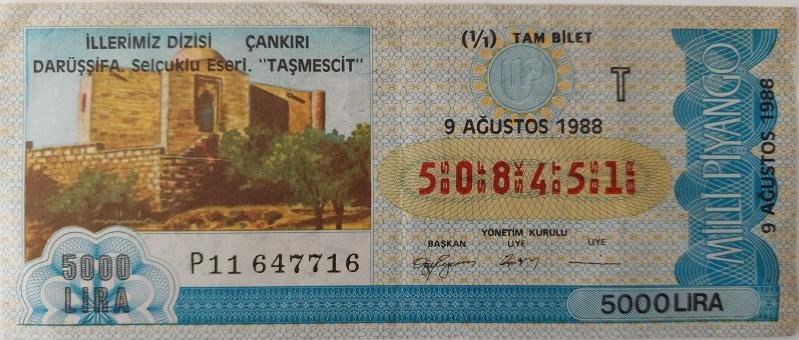 İLLERİMİZ DİZİSİ ÇANKIRI
DARÜŞŞİFA Selçuklu Eseri. "TAŞMESCİT"
5000
LİRA
P11 647716
(1/1) TAM BİLET
T
9 AĞUSTOS 1988
508451
YÖNETİM KURULU
BAŞKAN ÜYE ÜYE
5000 LIRA
MİLLİ PİYANGO
9 AĞUSTOS 1988